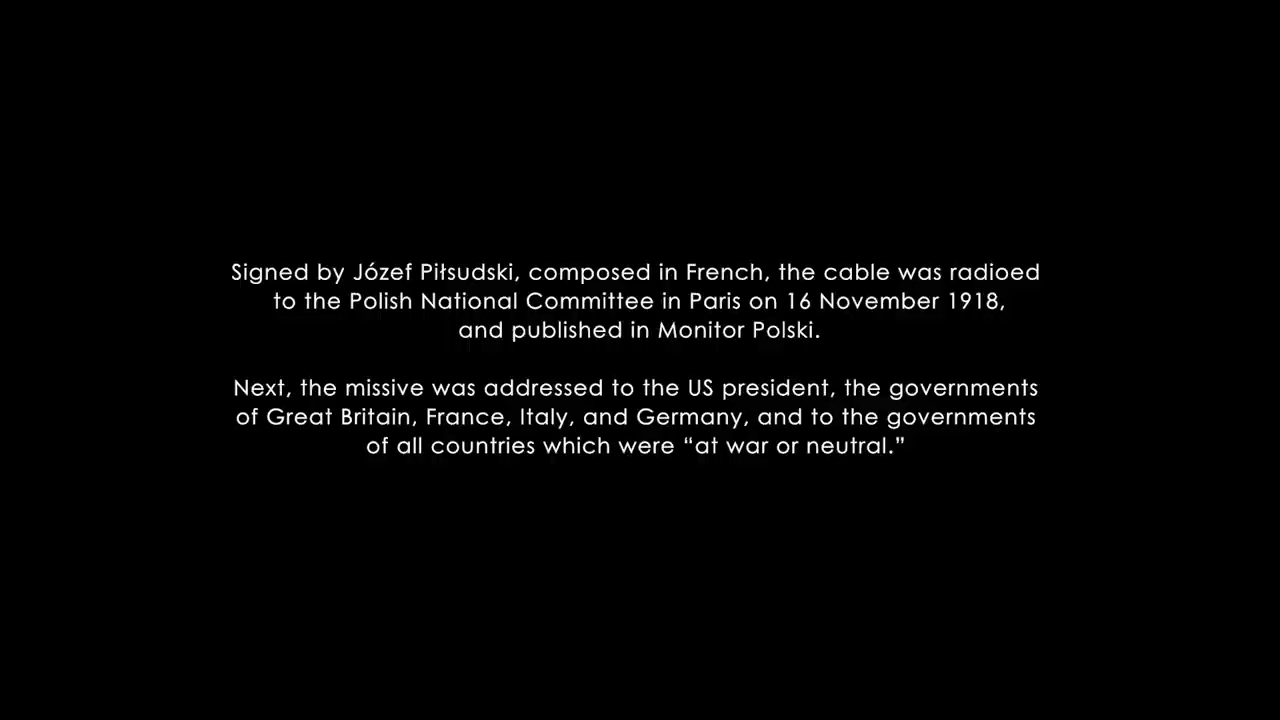 Signed by Józef Piłsudski, composed in French, the cable was radioed
to the Polish National Committee in Paris on 16 November 1918,
and published in Monitor Polski.
Next, the missive was addressed to the US president, the governments
of Great Britain, France, Italy, and Germany, and to the governments
of all countries which were “at war or neutral.”